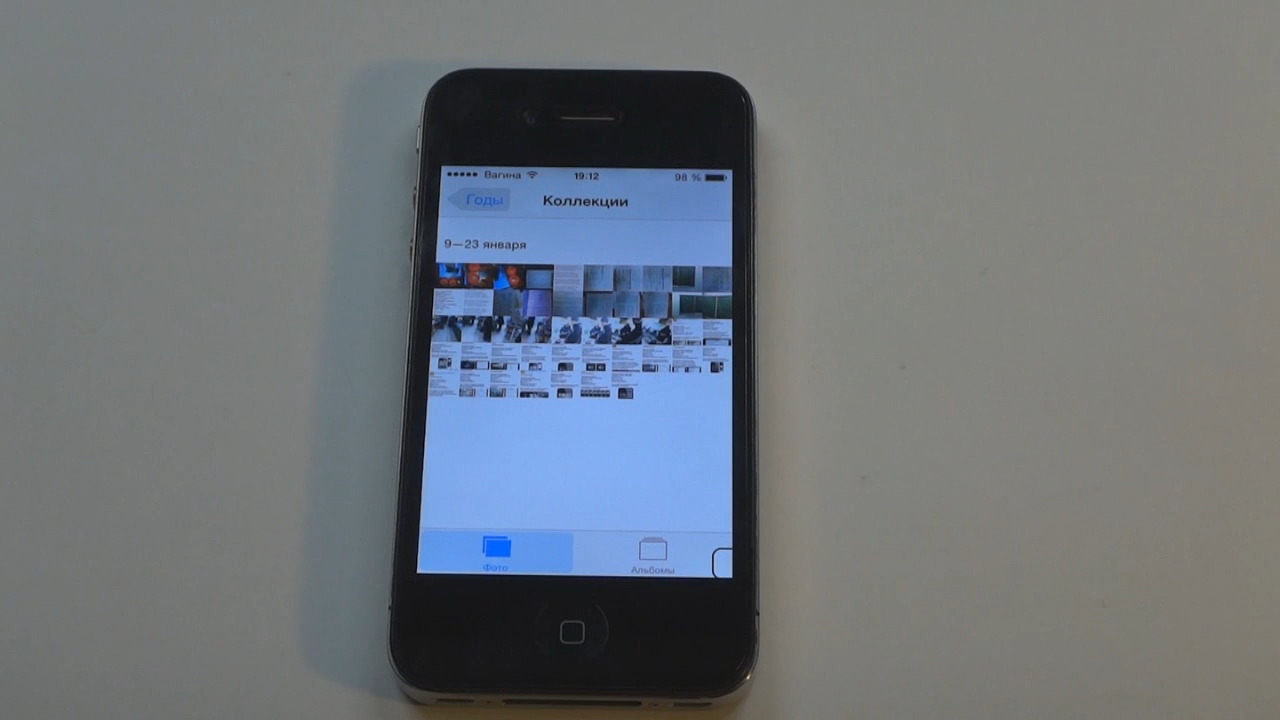 Вагина 19:12 98 %
Годы Коллекции
9—23 января
Фото Альбомы